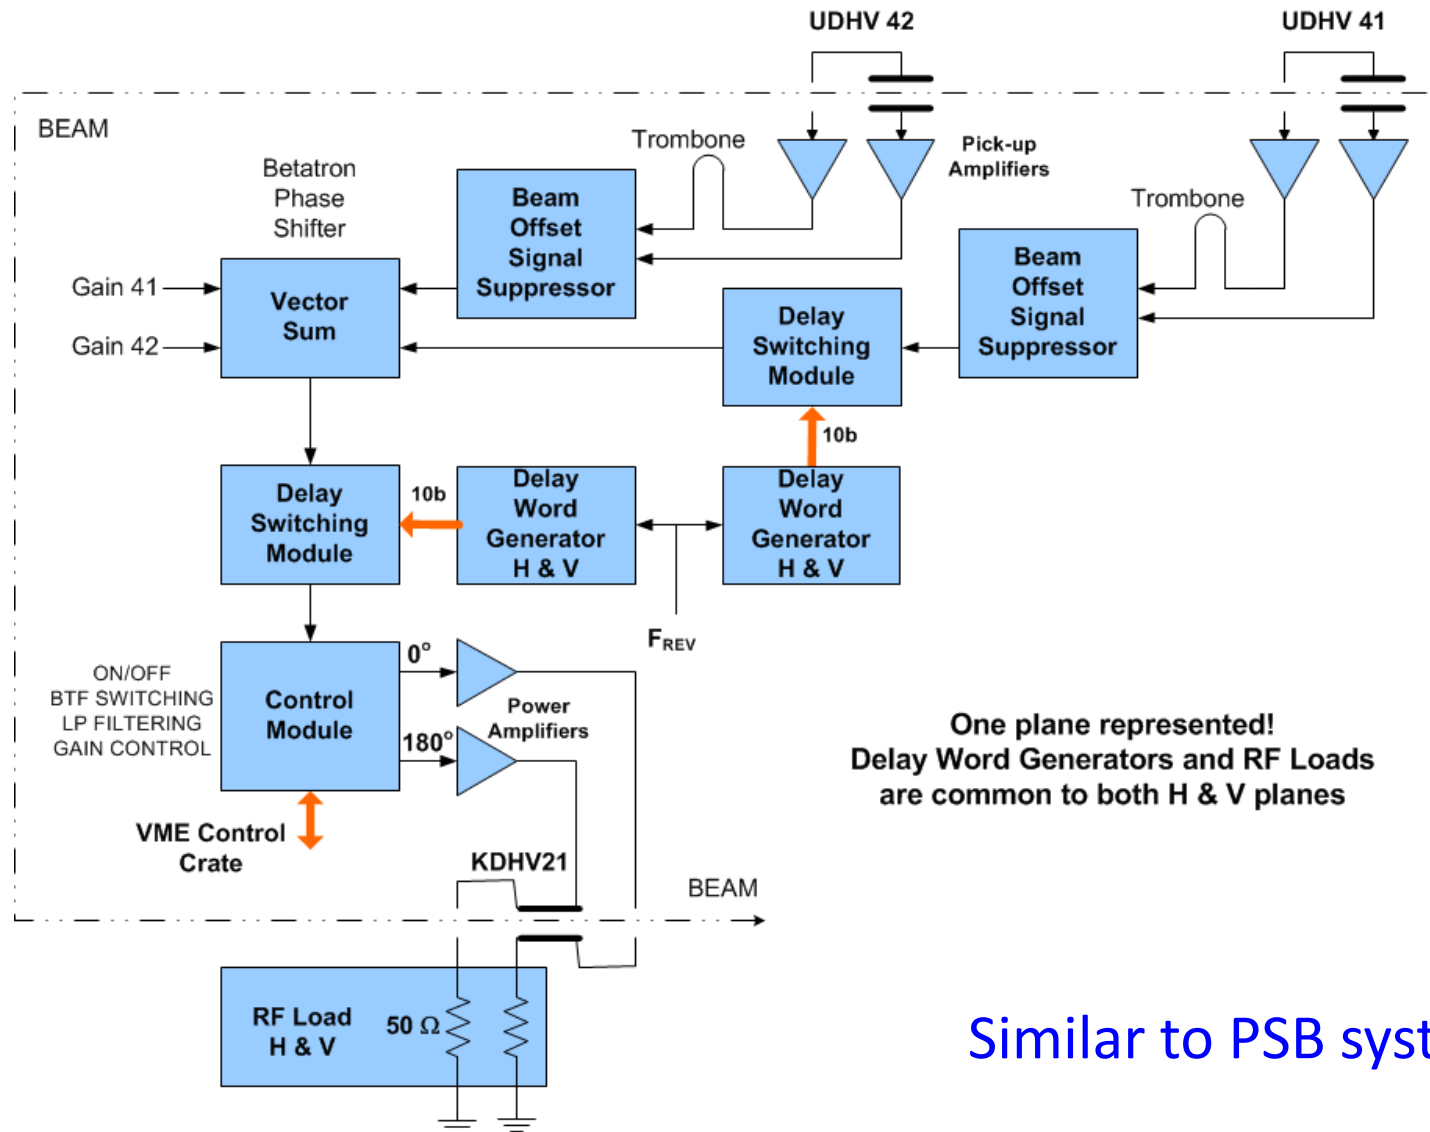 UDHV 42
UDHV 41
BEAM
Trombone
Pick-up
Amplifiers
Betatron
Phase
Shifter
Beam
Offset
Signal
Suppressor
Trombone
Beam
Offset
Signal
Suppressor
Gain 41
Gain 42
Vector
Sum
Delay
Switching
Module
10b
Delay
Switching
Module
10b
Delay
Word
Generator
H & V
Delay
Word
Generator
H & V
FREV
ON/OFF
BTF SWITCHING
LP FILTERING
GAIN CONTROL
Control
Module
0°
180°
Power
Amplifiers
One plane represented!
Delay Word Generators and RF Loads
are common to both H & V planes
VME Control
Crate
KDHV21
BEAM
RF Load
H & V
50 Ω
Similar to PSB syst